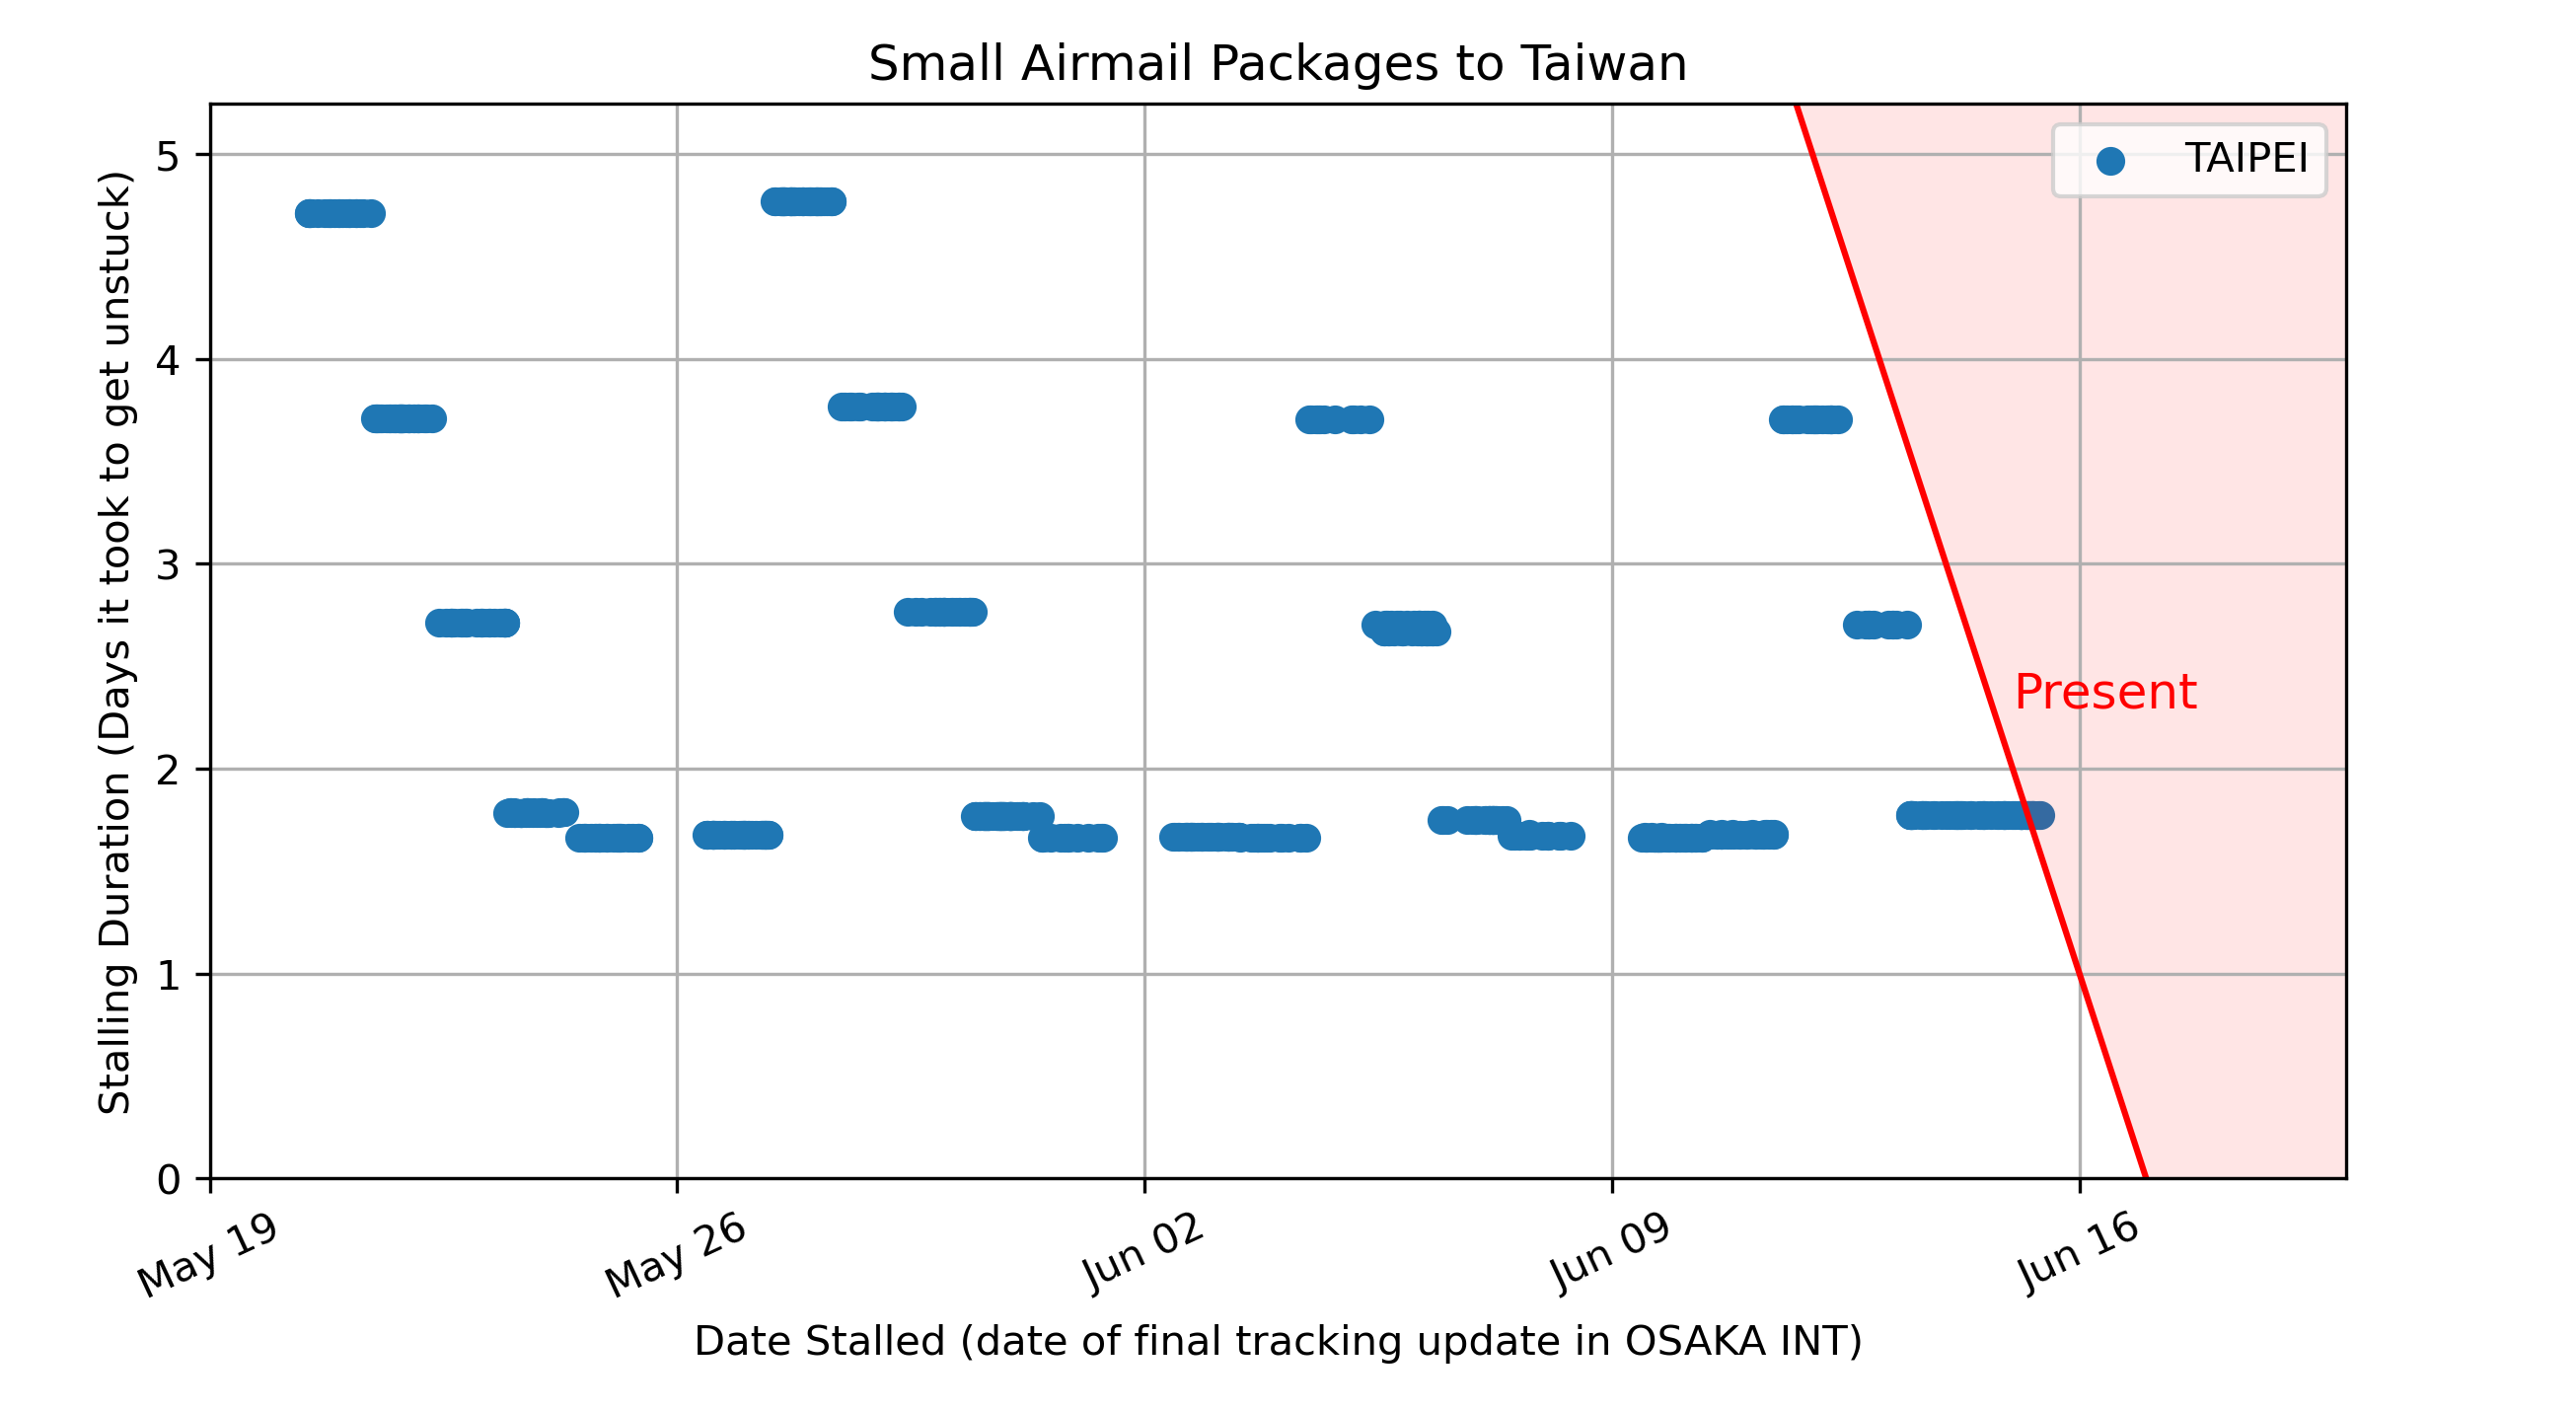 Small Airmail Packages to Taiwan
TAIPEI
Present
Stalling Duration (Days it took to get unstuck)
5
4
3
2
1
0
May 19
May 26
Jun 02
Jun 09
Jun 16
Date Stalled (date of final tracking update in OSAKA INT)